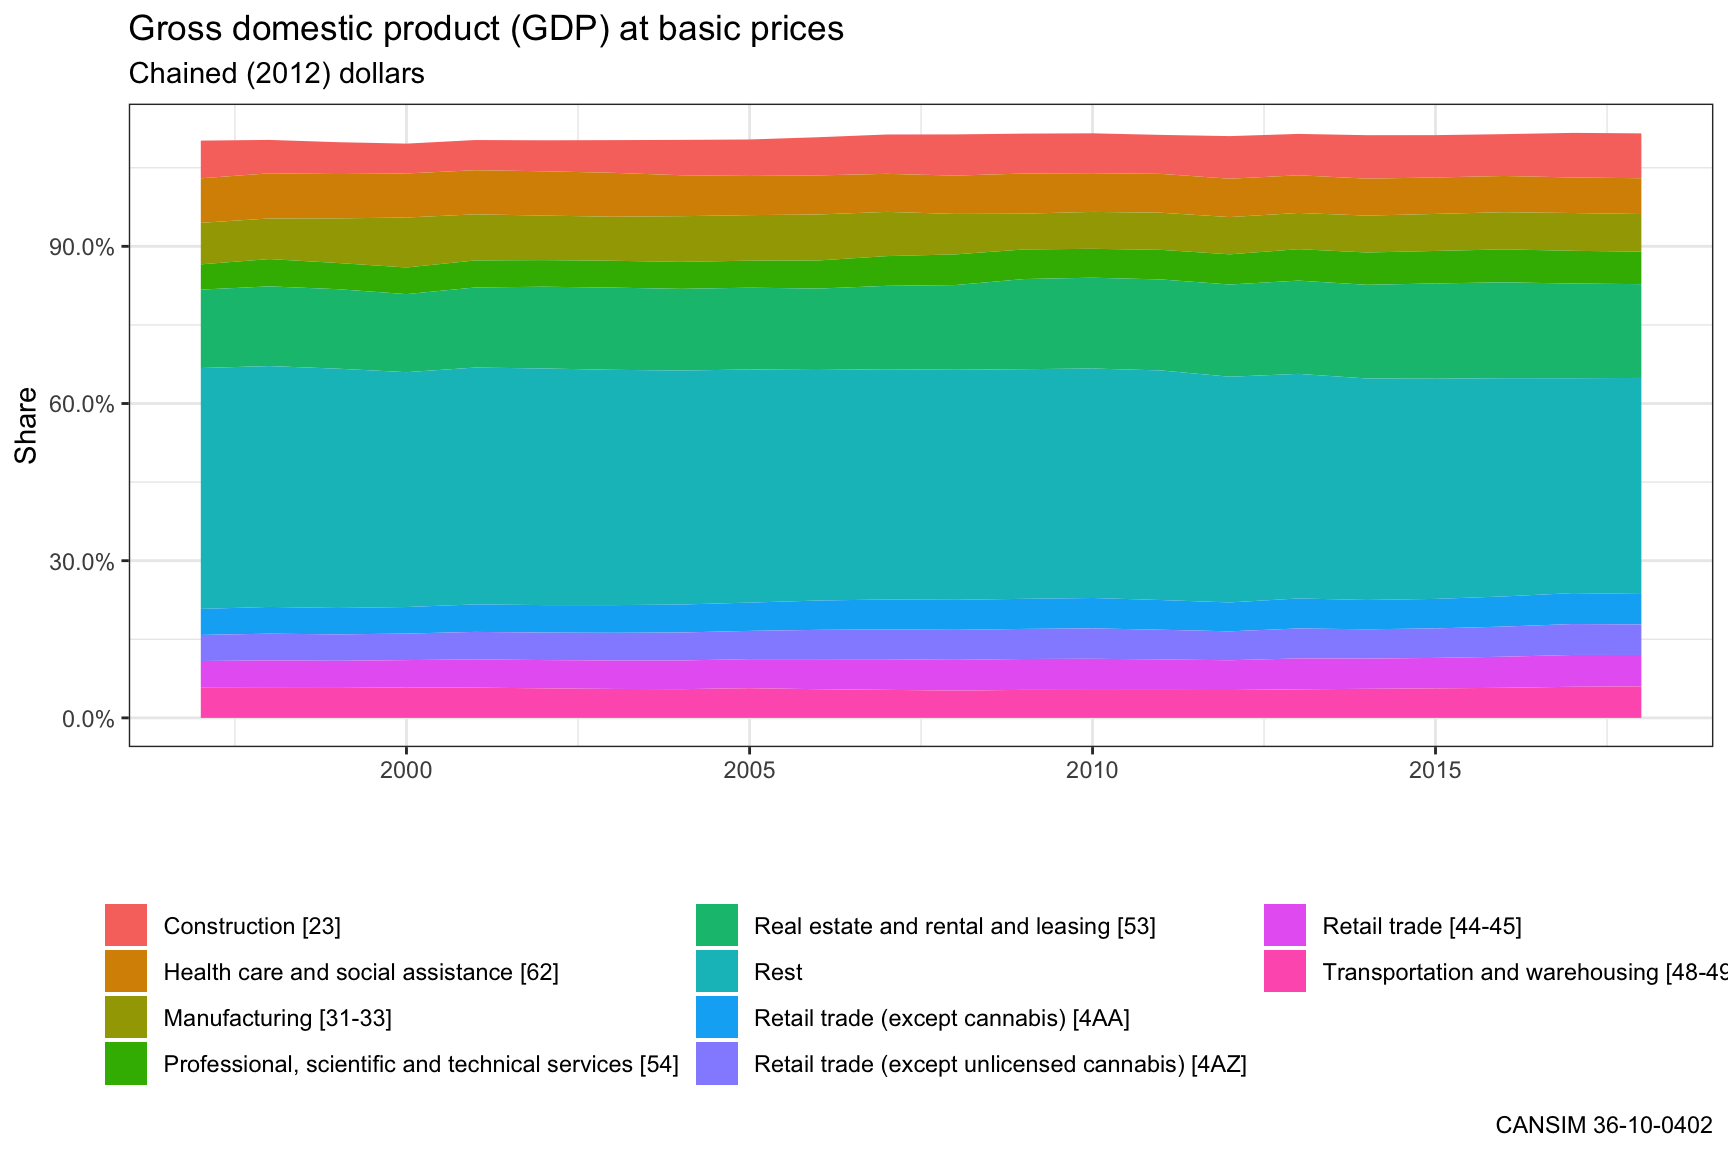 Gross domestic product (GDP) at basic prices
Chained (2012) dollars
Share
90.0%
60.0%
30.0%
0.0%
2000 2005 2010 2015
Construction [23]
Health care and social assistance [62]
Manufacturing [31-33]
Professional, scientific and technical services [54]
Real estate and rental and leasing [53]
Rest
Retail trade (except cannabis) [4AA]
Retail trade (except unlicensed cannabis) [4AZ]
Retail trade [44-45]
Transportation and warehousing [48-49
CANSIM 36-10-0402